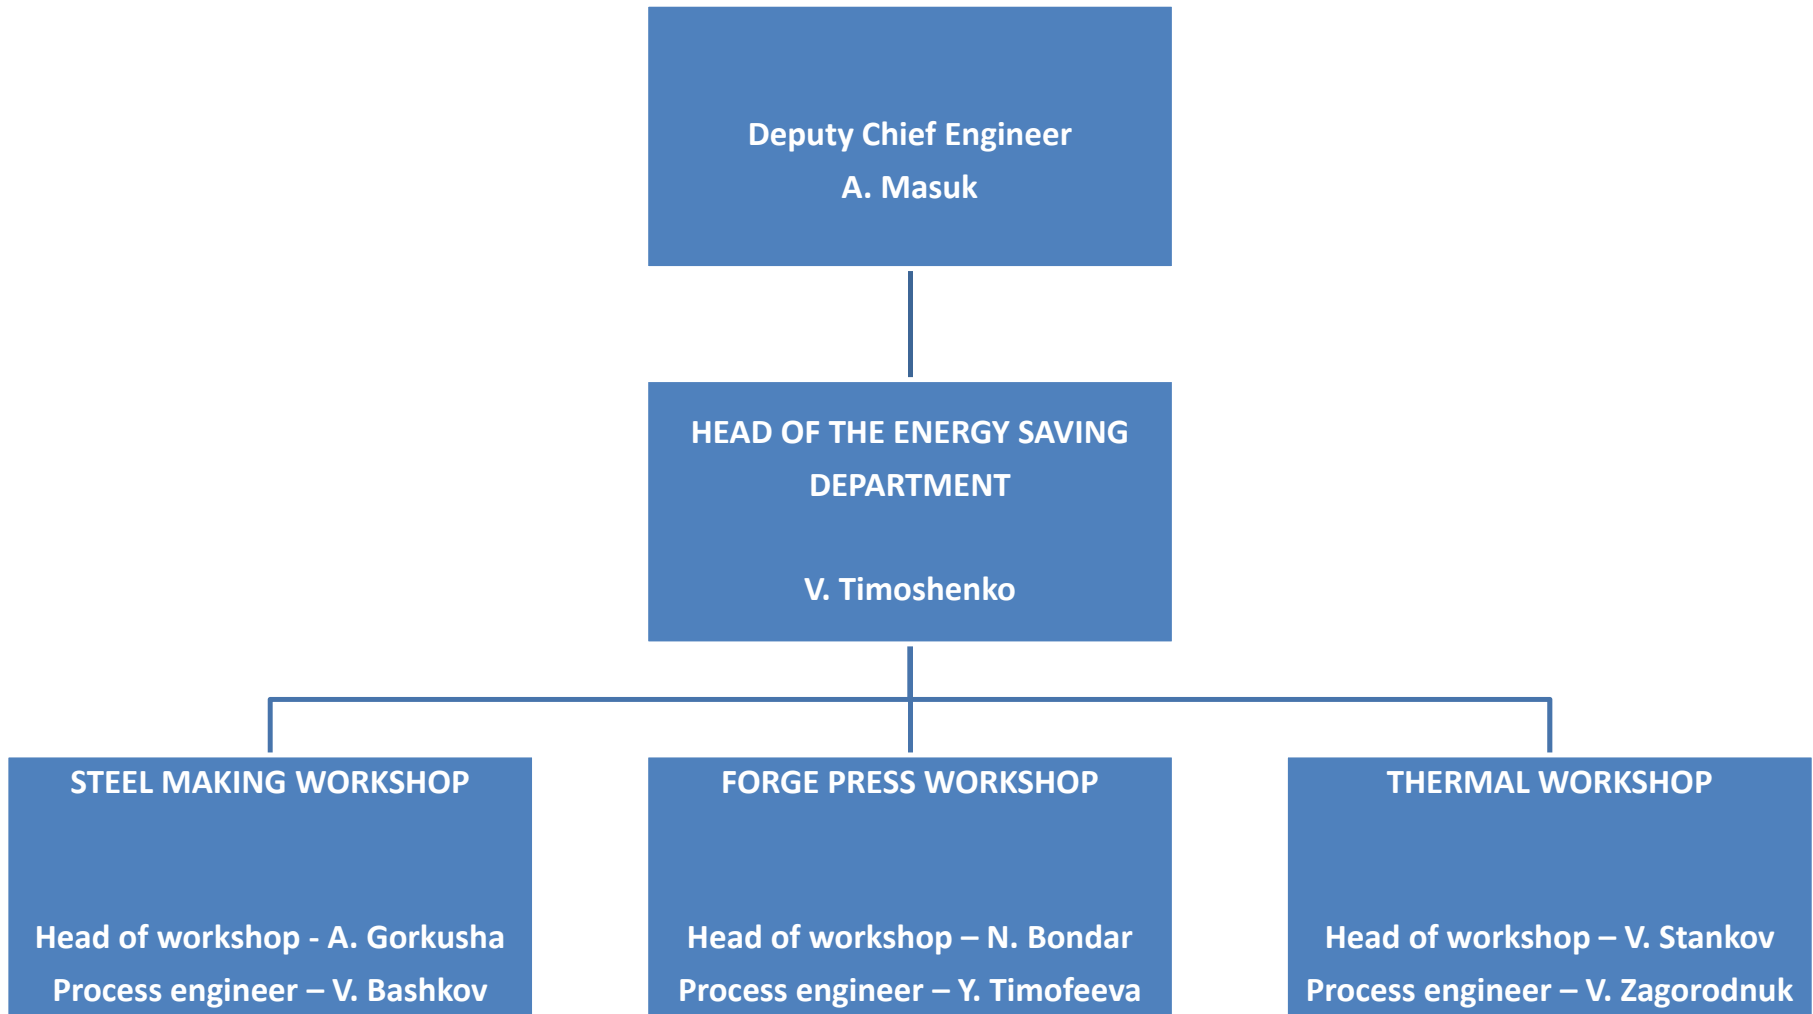 Deputy Chief Engineer
A. Masuk
HEAD OF THE ENERGY SAVING
DEPARTMENT
V. Timoshenko
STEEL MAKING WORKSHOP
Head of workshop - A. Gorkusha
Process engineer – V. Bashkov
FORGE PRESS WORKSHOP
Head of workshop – N. Bondar
Process engineer – Y. Timofeeva
THERMAL WORKSHOP
Head of workshop – V. Stankov
Process engineer – V. Zagorodnuk